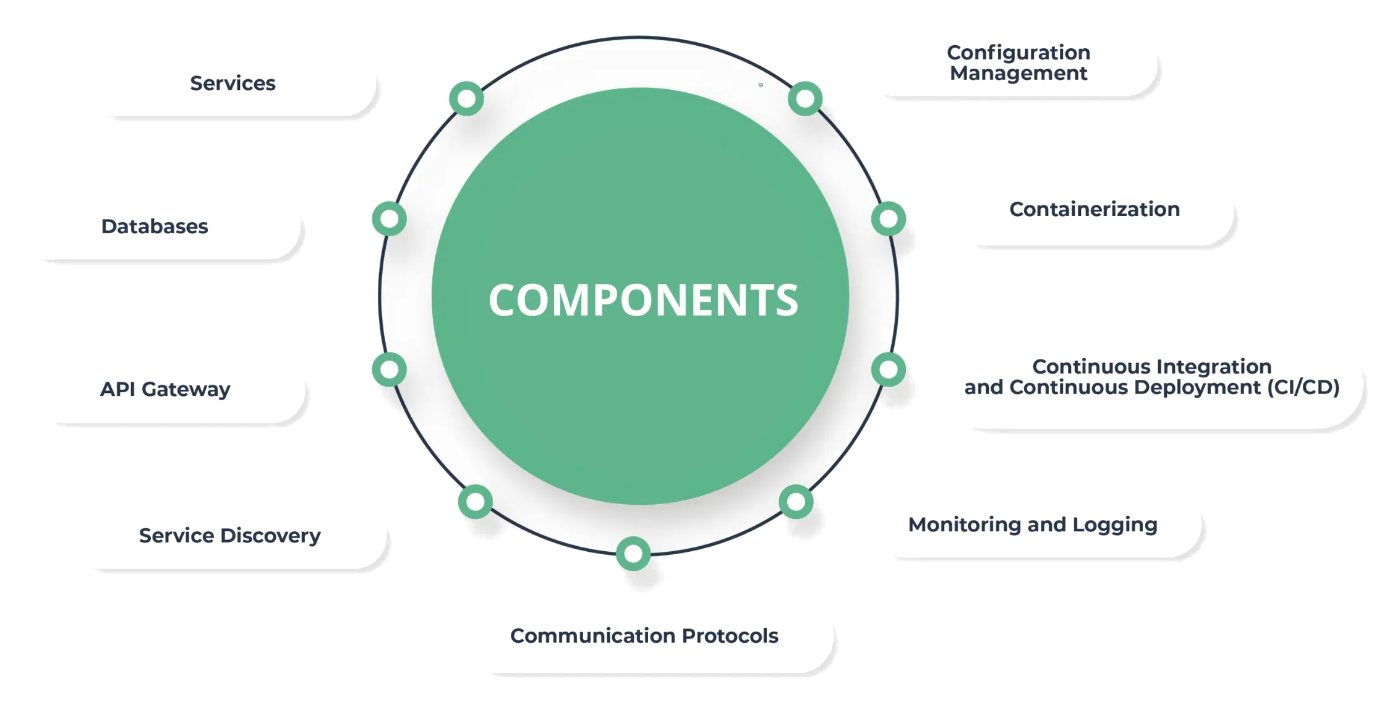 Services
Configuration
Management
Databases
Containerization
COMPONENTS
API Gateway
Continuous Integration
and Continuous Deployment (CI/CD)
Service Discovery
Monitoring and Logging
Communication Protocols